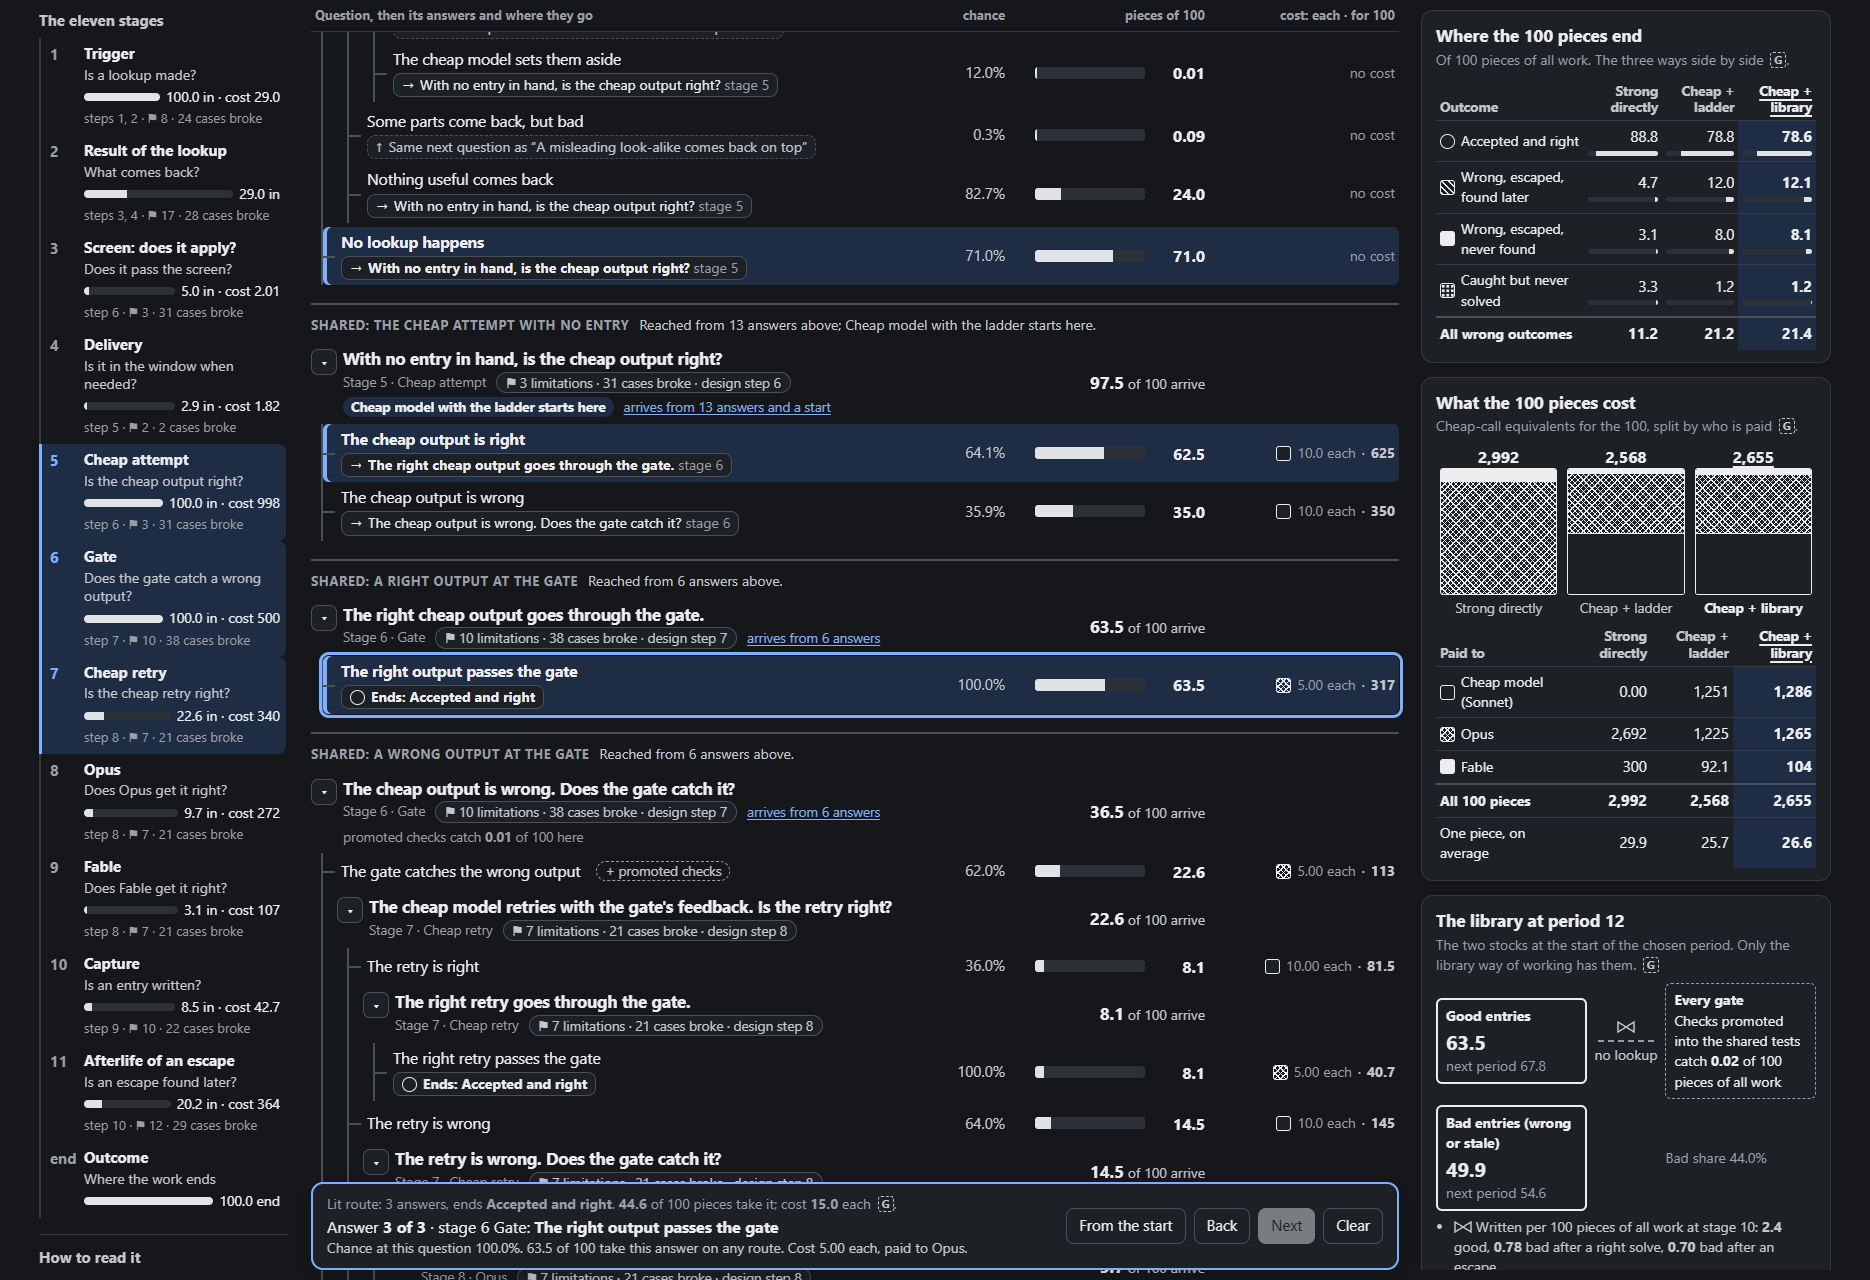 The eleven stages
1 Trigger
Is a lookup made?
100.0 in · cost 29.0
steps 1, 2 · ⚑ 8 · 24 cases broke
2 Result of the lookup
What comes back?
29.0 in
steps 3, 4 · ⚑ 17 · 28 cases broke
3 Screen: does it apply?
Does it pass the screen?
5.0 in · cost 2.01
step 6 · ⚑ 3 · 31 cases broke
4 Delivery
Is it in the window when
needed?
2.9 in · cost 1.82
step 5 · ⚑ 2 · 2 cases broke
5 Cheap attempt
Is the cheap output right?
100.0 in · cost 998
step 6 · ⚑ 3 · 31 cases broke
6 Gate
Does the gate catch a wrong
output?
100.0 in · cost 500
step 7 · ⚑ 10 · 38 cases broke
7 Cheap retry
Is the cheap retry right?
22.6 in · cost 340
step 8 · ⚑ 7 · 21 cases broke
8 Opus
Does Opus get it right?
9.7 in · cost 272
step 8 · ⚑ 7 · 21 cases broke
9 Fable
Does Fable get it right?
3.1 in · cost 107
step 8 · ⚑ 7 · 21 cases broke
10 Capture
Is an entry written?
8.5 in · cost 42.7
step 9 · ⚑ 10 · 22 cases broke
11 Afterlife of an escape
Is an escape found later?
20.2 in · cost 364
step 10 · ⚑ 12 · 29 cases broke
end Outcome
Where the work ends
100.0 end
How to read it
Question, then its answers and where they go chance pieces of 100 cost: each · for 100
The cheap model sets them aside 12.0% 0.01 no cost
→ With no entry in hand, is the cheap output right? stage 5
Some parts come back, but bad 0.3% 0.09 no cost
↑ Same next question as “A misleading look-alike comes back on top”
Nothing useful comes back 82.7% 24.0 no cost
→ With no entry in hand, is the cheap output right? stage 5
No lookup happens 71.0% 71.0 no cost
→ With no entry in hand, is the cheap output right? stage 5
SHARED: THE CHEAP ATTEMPT WITH NO ENTRY Reached from 13 answers above; Cheap model with the ladder starts here.
With no entry in hand, is the cheap output right?
Stage 5 · Cheap attempt ⚑ 3 limitations · 31 cases broke · design step 6 97.5 of 100 arrive
Cheap model with the ladder starts here arrives from 13 answers and a start
The cheap output is right 64.1% 62.5 10.0 each · 625
→ The right cheap output goes through the gate. stage 6
The cheap output is wrong 35.9% 35.0 10.0 each · 350
→ The cheap output is wrong. Does the gate catch it? stage 6
SHARED: A RIGHT OUTPUT AT THE GATE Reached from 6 answers above.
The right cheap output goes through the gate. 63.5 of 100 arrive
Stage 6 · Gate ⚑ 10 limitations · 38 cases broke · design step 7 arrives from 6 answers
The right output passes the gate 100.0% 63.5 5.00 each · 317
Ends: Accepted and right
SHARED: A WRONG OUTPUT AT THE GATE Reached from 6 answers above.
The cheap output is wrong. Does the gate catch it?
Stage 6 · Gate ⚑ 10 limitations · 38 cases broke · design step 7 arrives from 6 answers 36.5 of 100 arrive
promoted checks catch 0.01 of 100 here
The gate catches the wrong output + promoted checks 62.0% 22.6 5.00 each · 113
The cheap model retries with the gate's feedback. Is the retry right? 22.6 of 100 arrive
Stage 7 · Cheap retry ⚑ 7 limitations · 21 cases broke · design step 8
The retry is right 36.0% 8.1 10.00 each · 81.5
The right retry goes through the gate. 8.1 of 100 arrive
Stage 7 · Cheap retry ⚑ 7 limitations · 21 cases broke · design step 8
The right retry passes the gate 100.0% 8.1 5.00 each · 40.7
Ends: Accepted and right
The retry is wrong 64.0% 14.5 10.0 each · 145
The retry is wrong. Does the gate catch it? 14.5 of 100 arrive
Lit route: 3 answers, ends Accepted and right. 44.6 of 100 pieces take it; cost 15.0 each G.
Answer 3 of 3 · stage 6 Gate: The right output passes the gate
Chance at this question 100.0%. 63.5 of 100 take this answer on any route. Cost 5.00 each, paid to Opus.
From the start Back Next Clear
Stage 8 · Opus ⚑ 7 limitations · 21 cases broke · design step 8
Where the 100 pieces end
Of 100 pieces of all work. The three ways side by side G.
Outcome Strong directly Cheap + ladder Cheap + library
Accepted and right 88.8 78.8 78.6
Wrong, escaped, found later 4.7 12.0 12.1
Wrong, escaped, never found 3.1 8.0 8.1
Caught but never solved 3.3 1.2 1.2
All wrong outcomes 11.2 21.2 21.4
What the 100 pieces cost
Cheap-call equivalents for the 100, split by who is paid G.
2,992 2,568 2,655
Strong directly Cheap + ladder Cheap + library
Paid to Strong directly Cheap + ladder Cheap + library
Cheap model (Sonnet) 0.00 1,251 1,286
Opus 2,692 1,225 1,265
Fable 300 92.1 104
All 100 pieces 2,992 2,568 2,655
One piece, on average 29.9 25.7 26.6
The library at period 12
The two stocks at the start of the chosen period. Only the
library way of working has them. G
Good entries
63.5
next period 67.8
⋈
no lookup
Every gate
Checks promoted
into the shared tests
catch 0.02 of 100
pieces of all work
Bad entries (wrong
or stale)
49.9
next period 54.6
Bad share 44.0%
• ⋈ Written per 100 pieces of all work at stage 10: 2.4
good, 0.78 bad after a right solve, 0.70 bad after an
escape